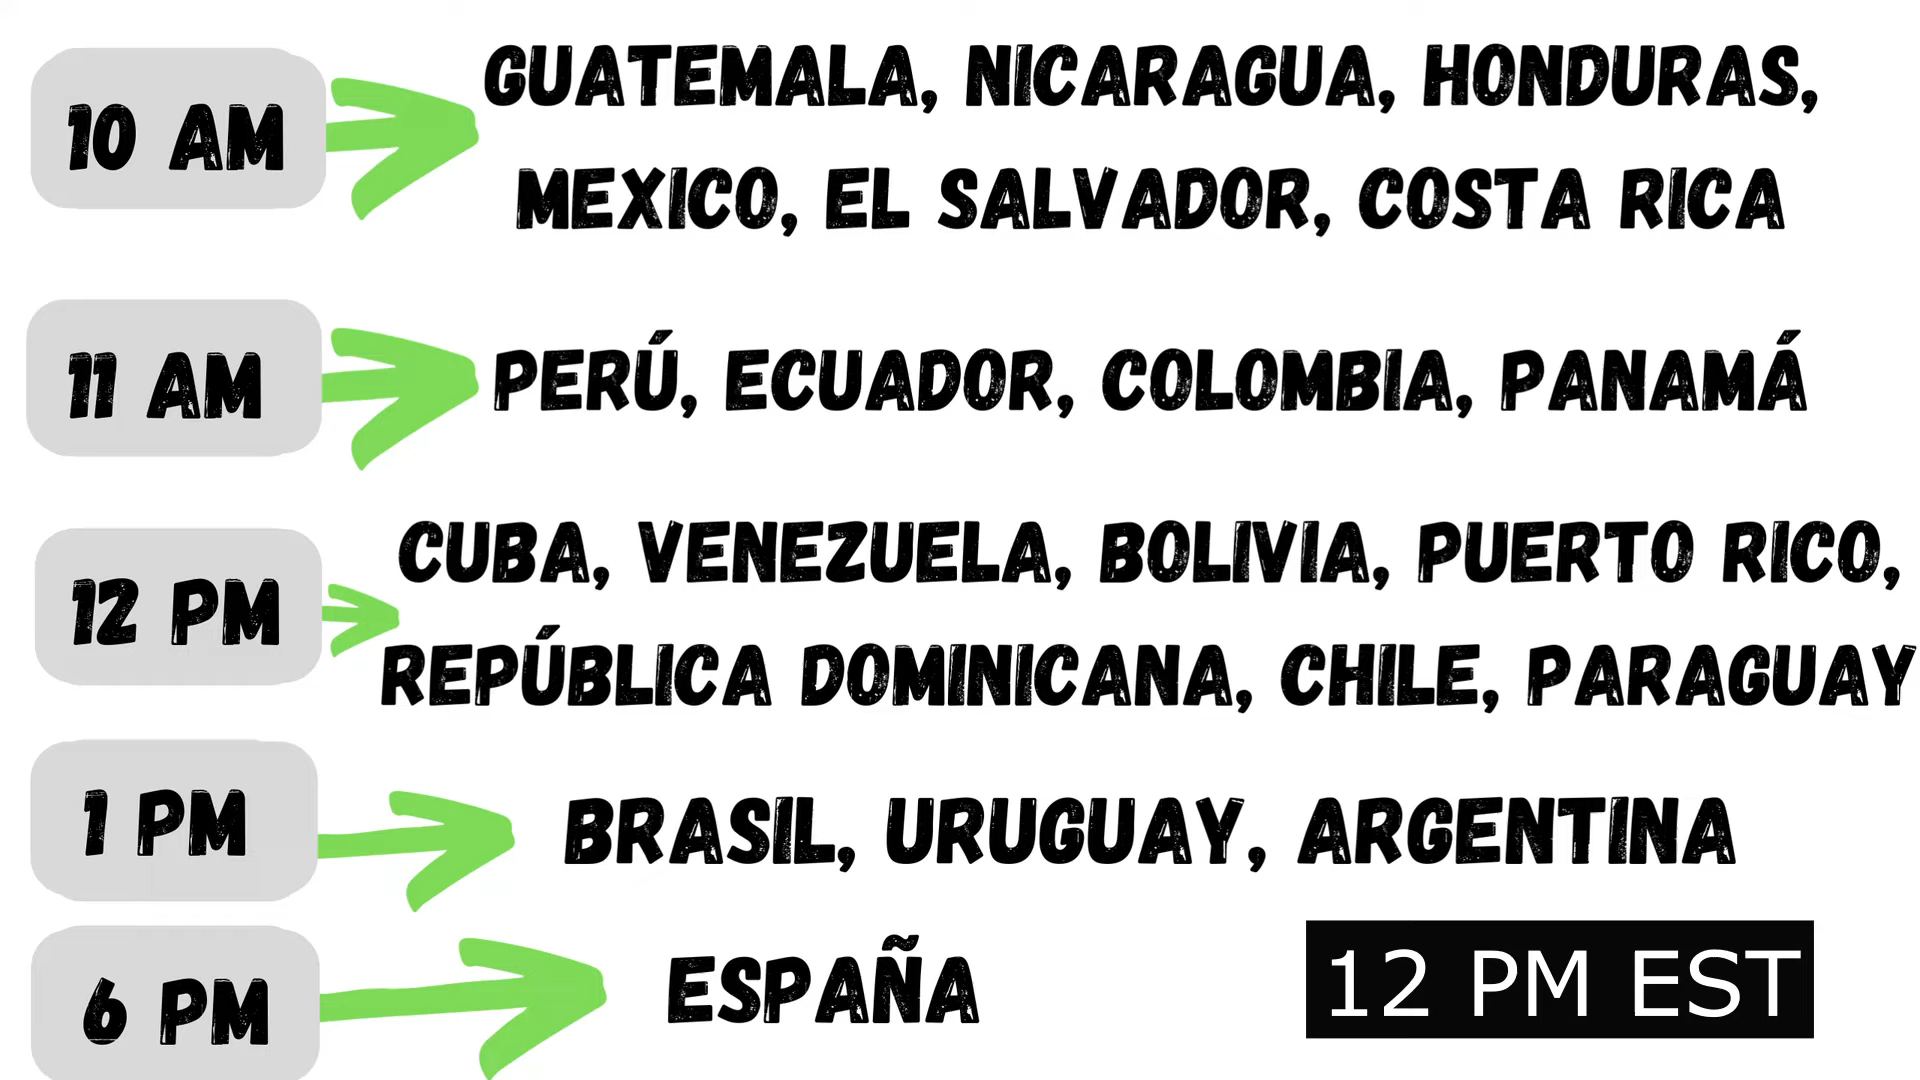 10 AM
GUATEMALA, NICARAGUA, HONDURAS,
MEXICO, EL SALVADOR, COSTA RICA
11 AM
PERÚ, ECUADOR, COLOMBIA, PANAMÁ
12 PM
CUBA, VENEZUELA, BOLIVIA, PUERTO RICO,
REPÚBLICA DOMINICANA, CHILE, PARAGUAY
1 PM
BRASIL, URUGUAY, ARGENTINA
6 PM
ESPAÑA
12 PM EST